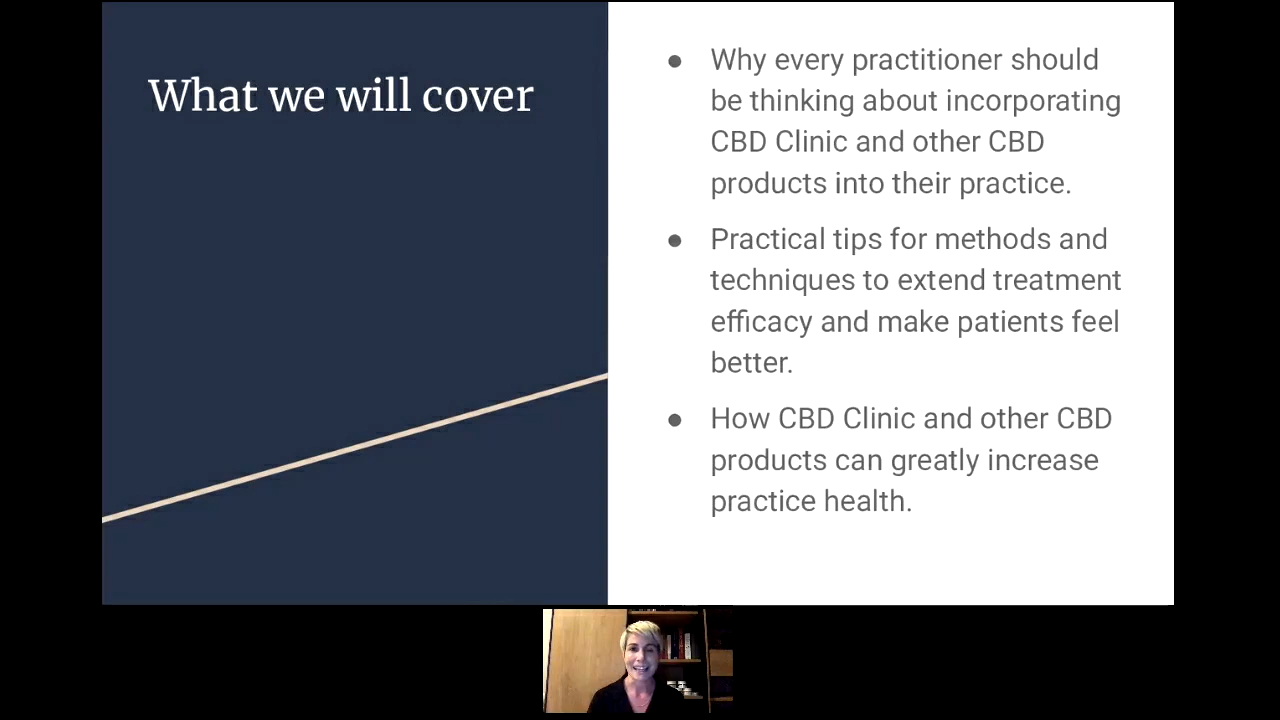 What we will cover
● Why every practitioner should
be thinking about incorporating
CBD Clinic and other CBD
products into their practice.
● Practical tips for methods and
techniques to extend treatment
efficacy and make patients feel
better.
● How CBD Clinic and other CBD
products can greatly increase
practice health.